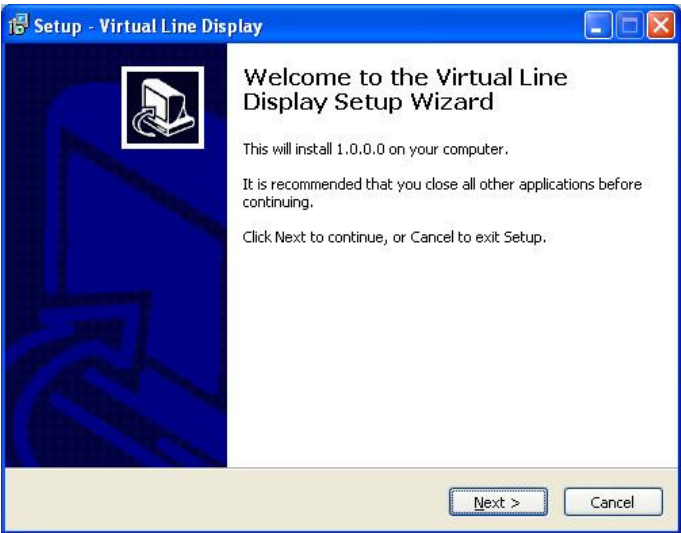 Setup - Virtual Line Display
Welcome to the Virtual Line
Display Setup Wizard
This will install 1.0.0.0 on your computer.
It is recommended that you close all other applications before
continuing.
Click Next to continue, or Cancel to exit Setup.
Next >
Cancel